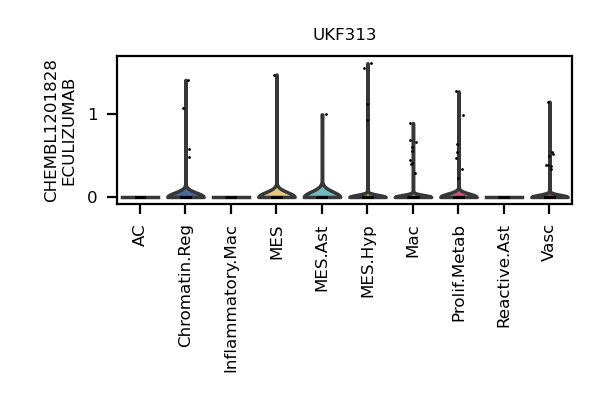 UKF313
CHEMBL1201828
ECULIZUMAB
1
0
AC
Chromatin.Reg
Inflammatory.Mac
MES
MES.Ast
MES.Hyp
Mac
Prolif.Metab
Reactive.Ast
Vasc